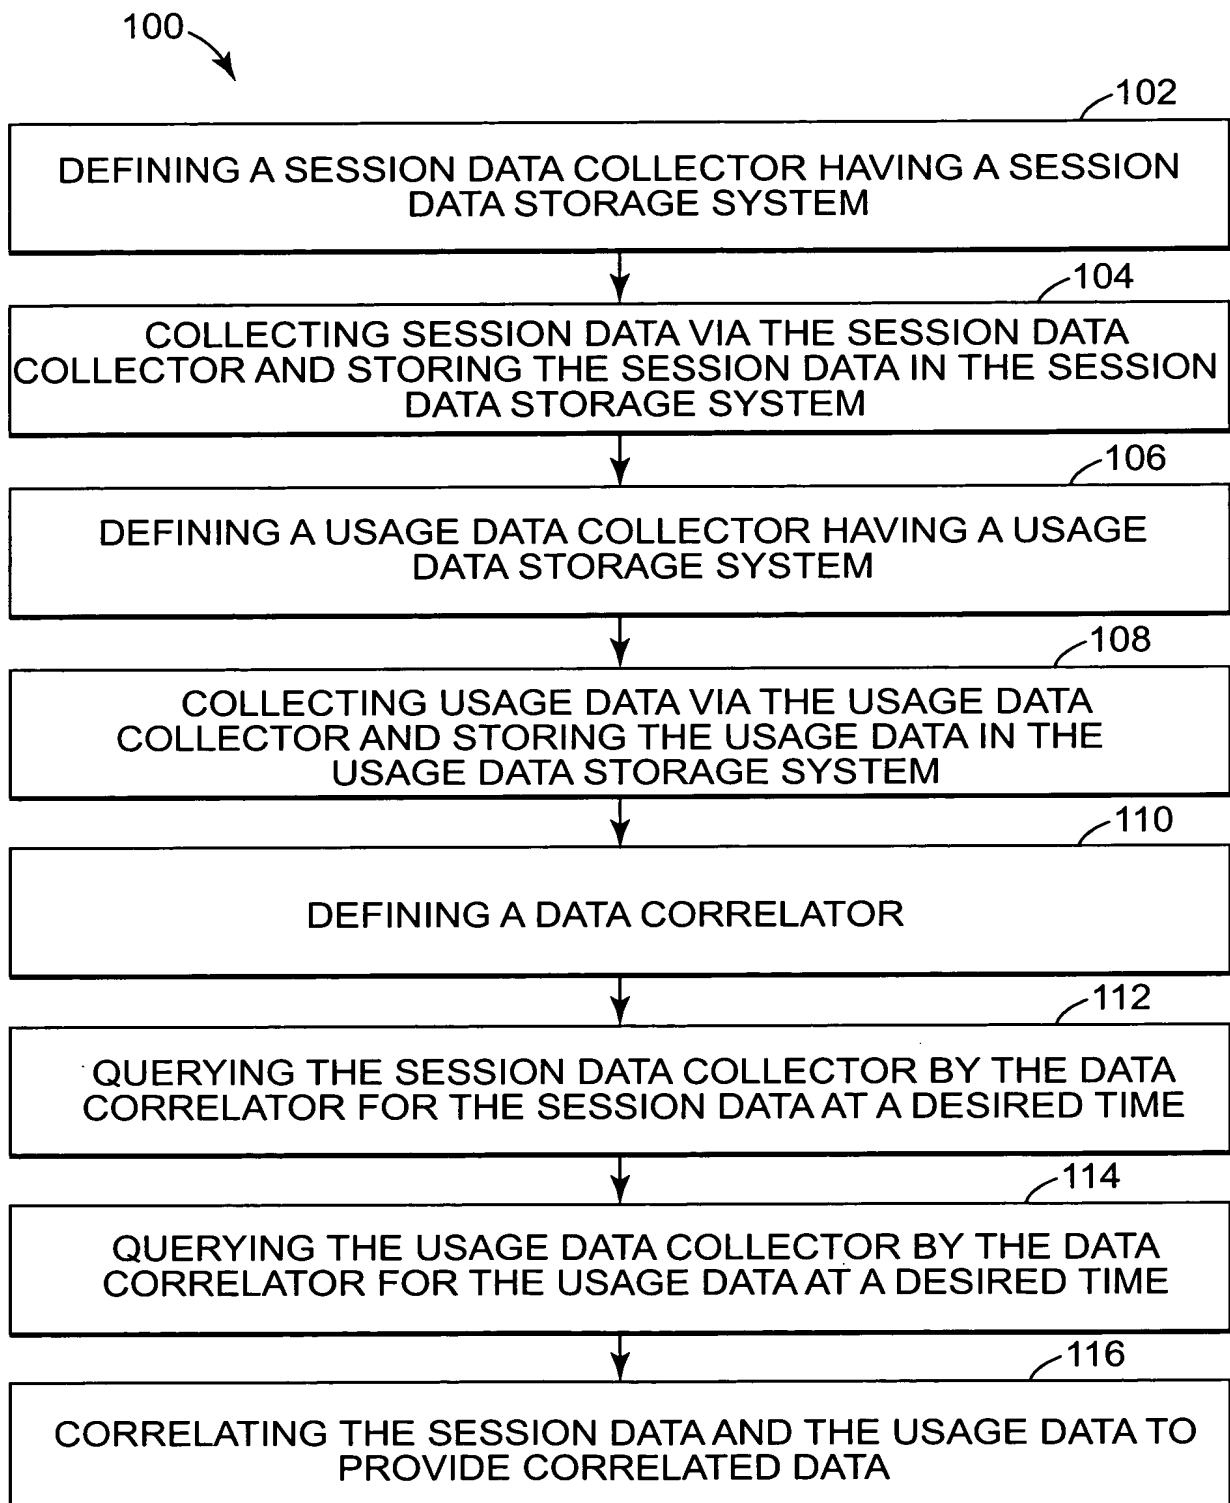 100
102
DEFINING A SESSION DATA COLLECTOR HAVING A SESSION
DATA STORAGE SYSTEM
104
COLLECTING SESSION DATA VIA THE SESSION DATA
COLLECTOR AND STORING THE SESSION DATA IN THE SESSION
DATA STORAGE SYSTEM
106
DEFINING A USAGE DATA COLLECTOR HAVING A USAGE
DATA STORAGE SYSTEM
108
COLLECTING USAGE DATA VIA THE USAGE DATA
COLLECTOR AND STORING THE USAGE DATA IN THE
USAGE DATA STORAGE SYSTEM
110
DEFINING A DATA CORRELATOR
112
QUERYING THE SESSION DATA COLLECTOR BY THE DATA
CORRELATOR FOR THE SESSION DATA AT A DESIRED TIME
114
QUERYING THE USAGE DATA COLLECTOR BY THE DATA
CORRELATOR FOR THE USAGE DATA AT A DESIRED TIME
116
CORRELATING THE SESSION DATA AND THE USAGE DATA TO
PROVIDE CORRELATED DATA